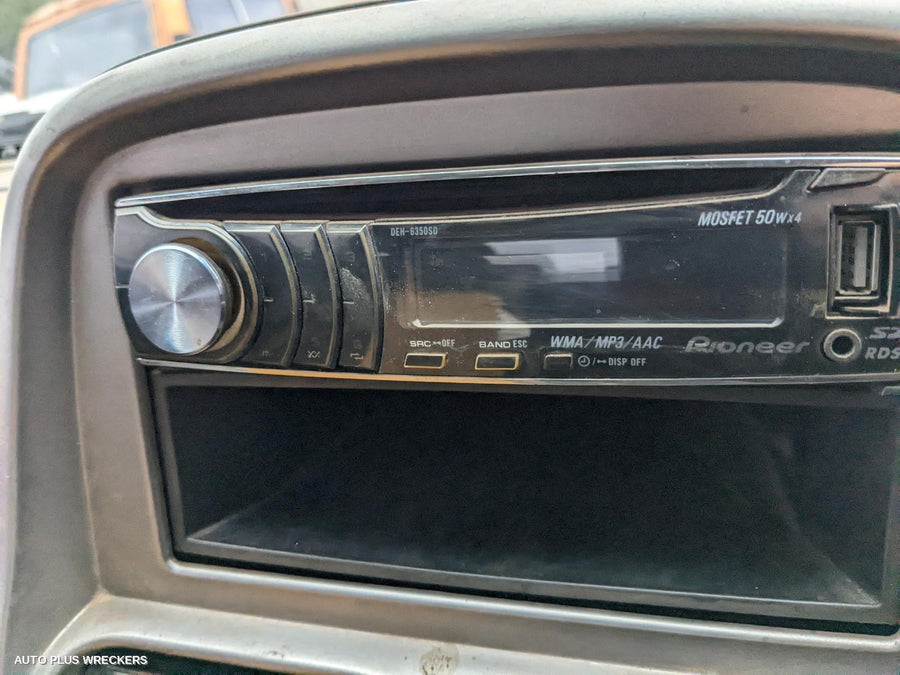 DEH-6350SD
MOSFET 50Wx4
SRC OFF
BAND ESC
WMA/MP3/AAC
DISP OFF
Pioneer
RDS
AUTO PLUS WRECKERS